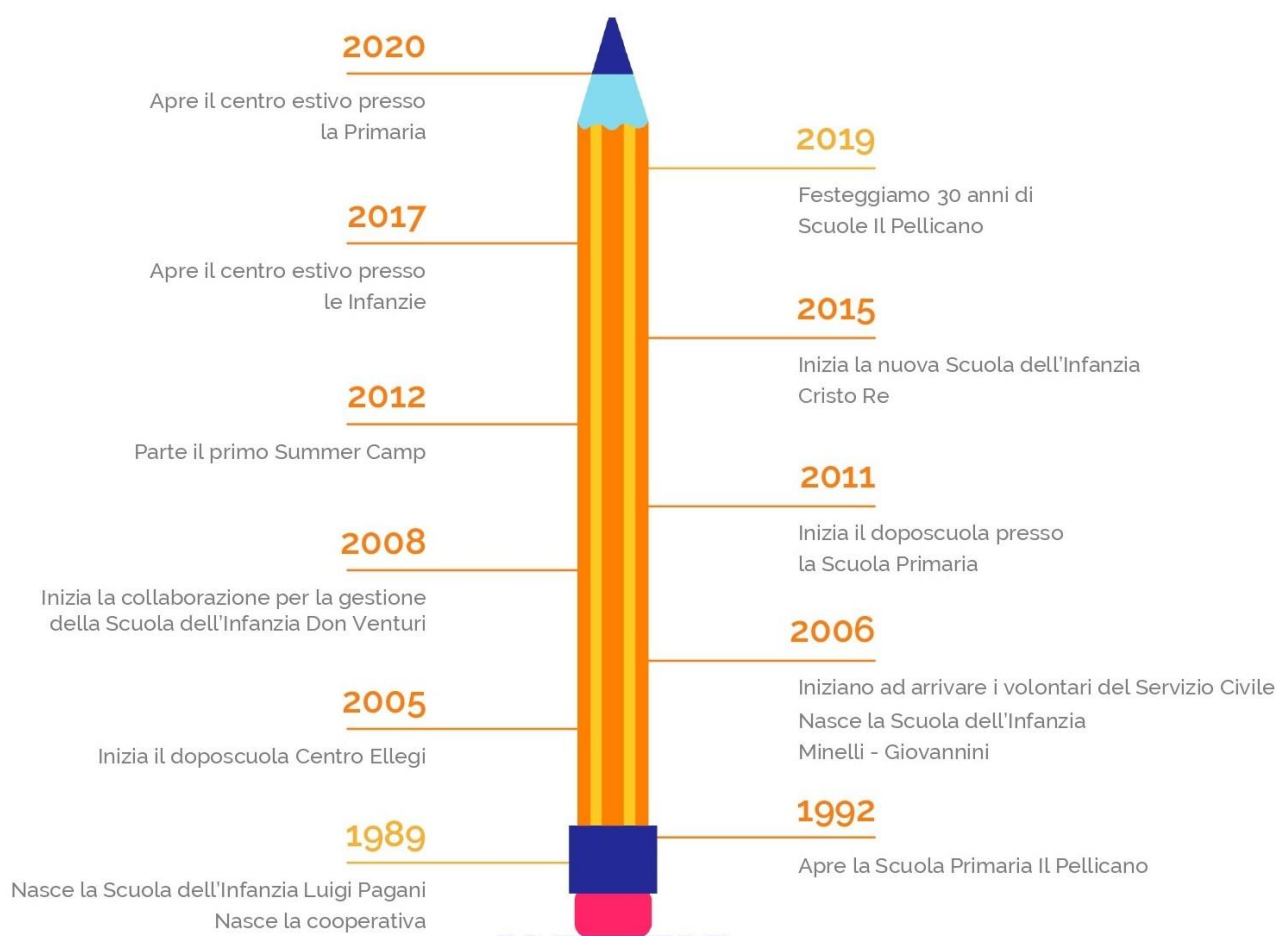 2020
Apre il centro estivo presso
la Primaria
2019
Festeggiamo 30 anni di
Scuole Il Pellicano
2017
Apre il centro estivo presso
le Infanzie
2015
Inizia la nuova Scuola dell'Infanzia
Cristo Re
2012
Parte il primo Summer Camp
2011
Inizia il doposcuola presso
la Scuola Primaria
2008
Inizia la collaborazione per la gestione
della Scuola dell'Infanzia Don Venturi
2006
Iniziano ad arrivare i volontari del Servizio Civile
Nasce la Scuola dell'Infanzia
Minelli - Giovannini
2005
Inizia il doposcuola Centro Ellegi
1992
Apre la Scuola Primaria Il Pellicano
1989
Nasce la Scuola dell'Infanzia Luigi Pagani
Nasce la cooperativa